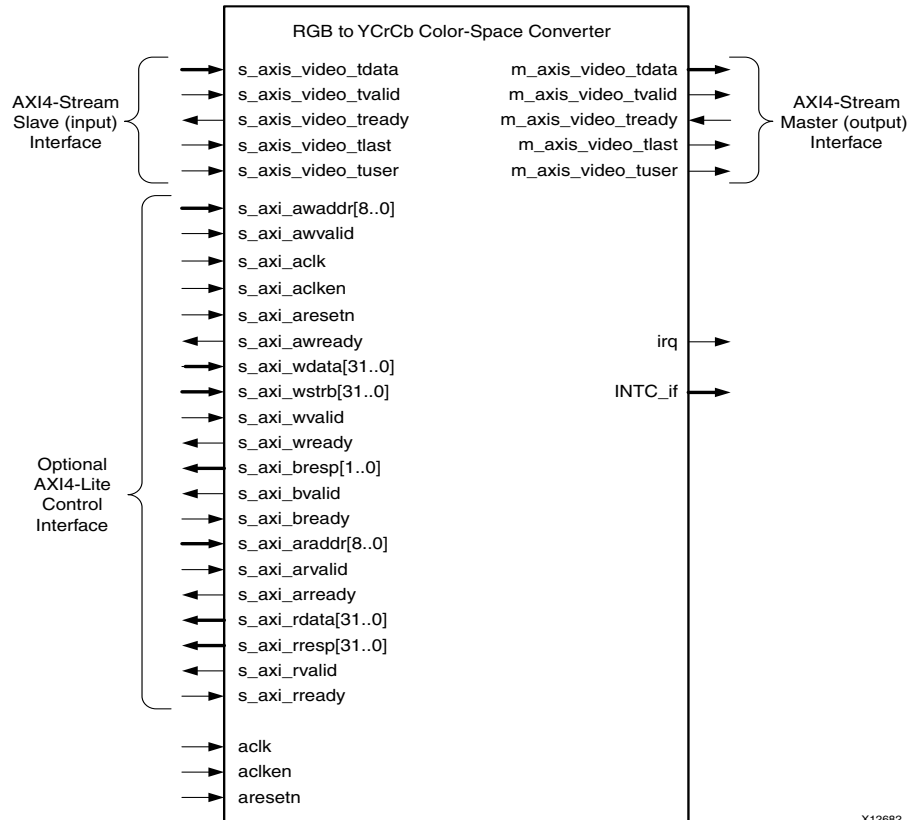 RGB to YCrCb Color-Space Converter
AXI4-Stream
Slave (input)
Interface
s_axis_video_tdata
s_axis_video_tvalid
s_axis_video_tready
s_axis_video_tlast
s_axis_video_tuser
m_axis_video_tdata
m_axis_video_tvalid
m_axis_video_tready
m_axis_video_tlast
m_axis_video_tuser
AXI4-Stream
Master (output)
Interface
Optional
AXI4-Lite
Control
Interface
s_axi_awaddr[8..0]
s_axi_awvalid
s_axi_aclk
s_axi_aclken
s_axi_aresetn
s_axi_awready
s_axi_wdata[31..0]
s_axi_wstrb[31..0]
s_axi_wvalid
s_axi_wready
s_axi_bresp[1..0]
s_axi_bvalid
s_axi_bready
s_axi_araddr[8..0]
s_axi_arvalid
s_axi_arready
s_axi_rdata[31..0]
s_axi_rresp[31..0]
s_axi_rvalid
s_axi_rready
irq
INTC_if
aclk
aclken
aresetn
X12682